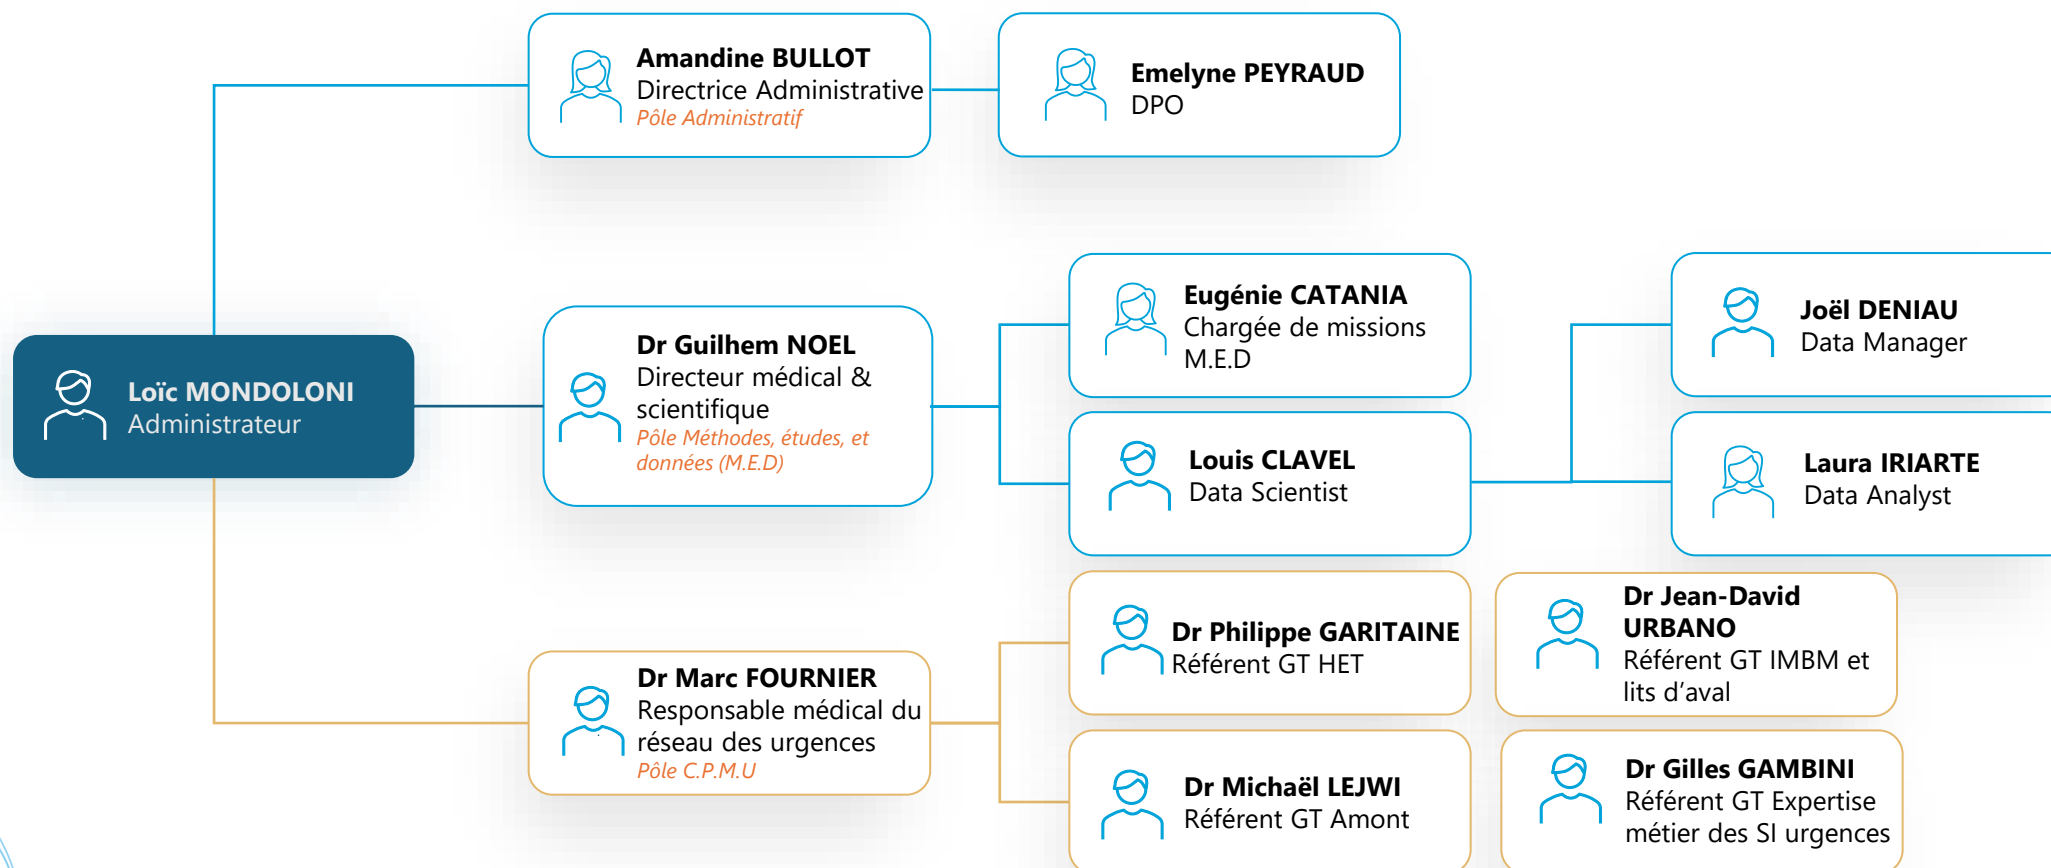 Amandine BULLOT
Directrice Administrative
Pôle Administratif
Emelyne PEYRAUD
DPO
Loïc MONDOLONI
Administrateur
Dr Guilhem NOEL
Directeur médical &
scientifique
Pôle Méthodes, études, et
données (M.E.D)
Eugénie CATANIA
Chargée de missions
M.E.D
Louis CLAVEL
Data Scientist
Joël DENIAU
Data Manager
Laura IRIARTE
Data Analyst
Dr Marc FOURNIER
Responsable médical du
réseau des urgences
Pôle C.P.M.U
Dr Philippe GARITAINE
Référent GT HET
Dr Jean-David
URBANO
Référent GT IMBM et
lits d’aval
Dr Michaël LEJWI
Référent GT Amont
Dr Gilles GAMBINI
Référent GT Expertise
métier des SI urgences